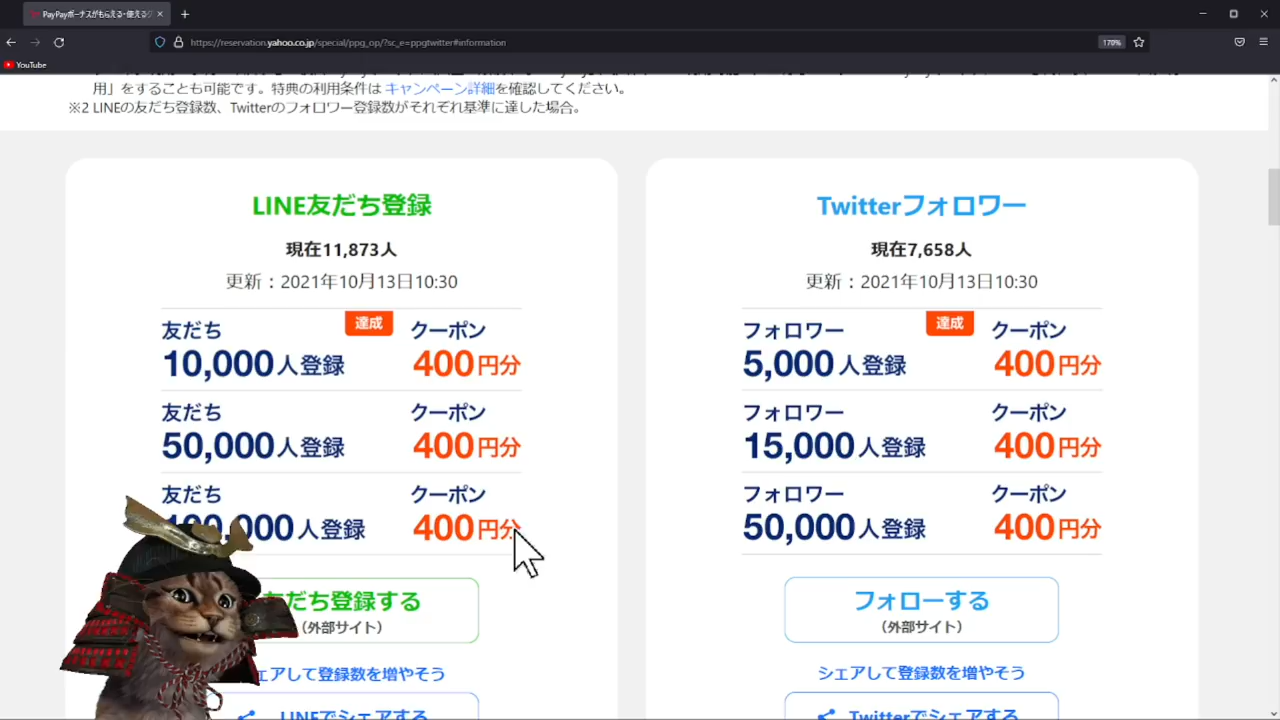 PayPayボーナスがもらえる・使える
https://reservation.yahoo.co.jp/special/ppg_op/?sc_e=ppgtwitter#information
170%
YouTube
用」をすることも可能です。特典の利用条件は キャンペーン詳細を確認してください。
※2 LINEの友だち登録数、Twitterのフォロワー登録数がそれぞれ基準に達した場合。
LINE友だち登録
現在11,873人
更新：2021年10月13日10:30
友だち 達成 クーポン
10,000人登録 400円分
友だち クーポン
50,000人登録 400円分
友だち クーポン
人登録 400円分
友だち登録する
（外部サイト）
シェアして登録数を増やそう
LINEでシェアする
Twitterフォロワー
現在7,658人
更新：2021年10月13日10:30
フォロワー 達成 クーポン
5,000人登録 400円分
フォロワー クーポン
15,000人登録 400円分
フォロワー クーポン
50,000人登録 400円分
フォローする
（外部サイト）
シェアして登録数を増やそう
Twitterでシェアする